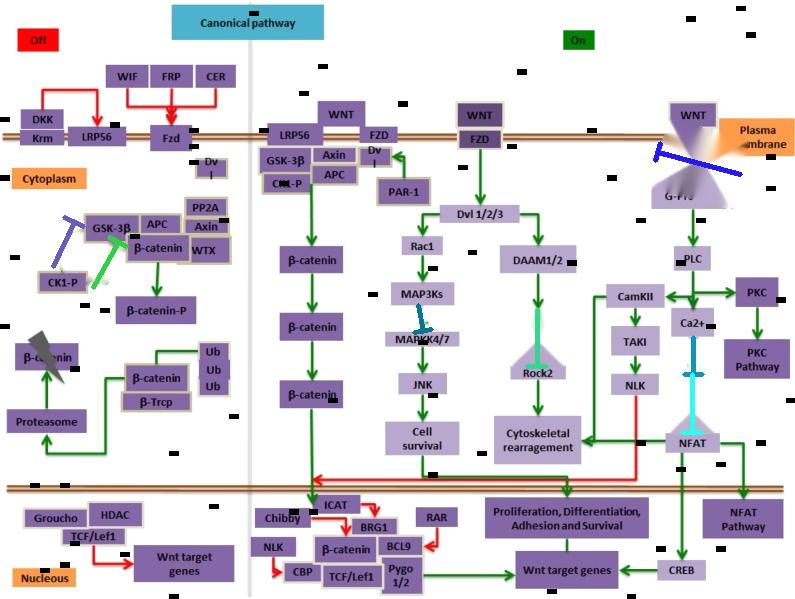 Canonical pathway
Off
On
WIF
FRP
CER
DKK
Krm
LRP56
Fzd
WNT
LRP56
FZD
WNT
FZD
WNT
Plasma
Cytoplasm
Dv
l
GSK-3β
Axin
Dv
l
APC
PAR-1
PP2A
GSK-3β
APC
Axin
β-catenin
WTX
CK1-P
β-catenin-P
Dvl 1/2/3
Rac1
DAAM1/2
PLC
β-catenin
MAP3Ks
CamKII
PKC
Ca2+
β-catenin
MAPKK4/7
TAKI
PKC
Pathway
Ub
Ub
Ub
β-catenin
β-Trcp
JNK
Rock2
NLK
β-catenin
Proteasome
Cell
survival
Cytoskeletal
rearragement
NFAT
Groucho
HDAC
TCF/Lef1
Wnt target
genes
Nucleous
ICAT
Chibby
BRG1
RAR
NLK
β-catenin
BCL9
CBP
TCF/Lef1
Pygo
1/2
Proliferation, Differentiation,
Adhesion and Survival
Wnt target genes
CREB
NFAT
Pathway